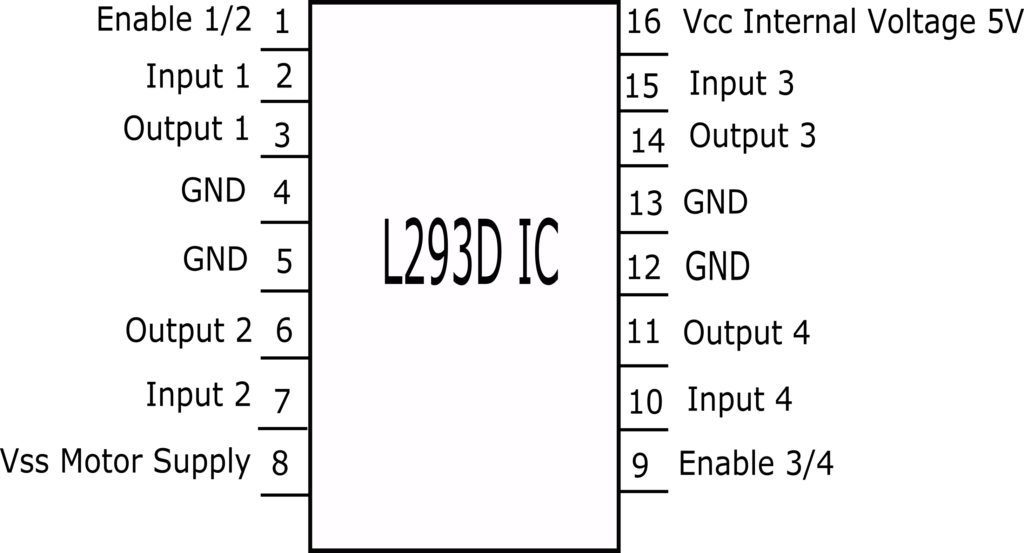 Enable 1/2 1
Input 1 2
Output 1 3
GND 4
GND 5
Output 2 6
Input 2 7
Vss Motor Supply 8
L293D IC
16 Vcc Internal Voltage 5V
15 Input 3
14 Output 3
13 GND
12 GND
11 Output 4
10 Input 4
9 Enable 3/4